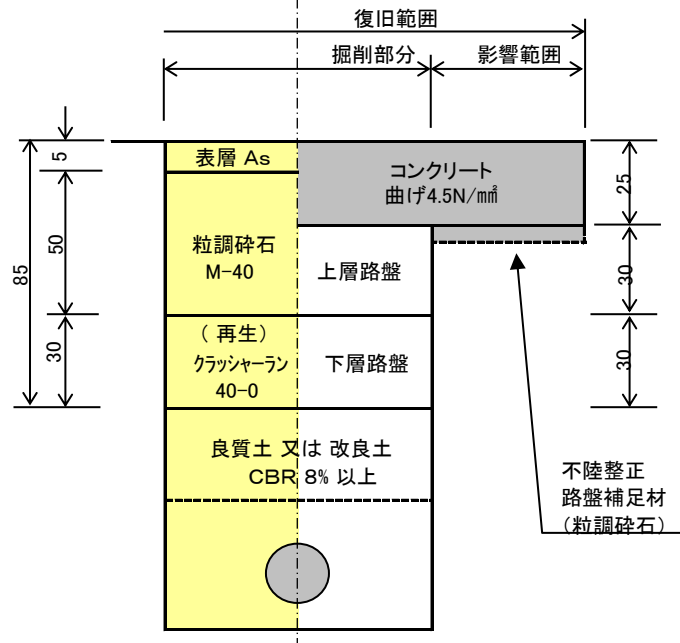 復旧範囲
掘削部分
影響範囲
5
50
85
30
表層 As
コンクリート
曲げ4.5N/㎟
粒調砕石
M-40
上層路盤
(再生)
クラッシャーラン
40-0
下層路盤
25
30
30
良質土 又は 改良土
CBR 8% 以上
不陸整正
路盤補足材
(粒調砕石)